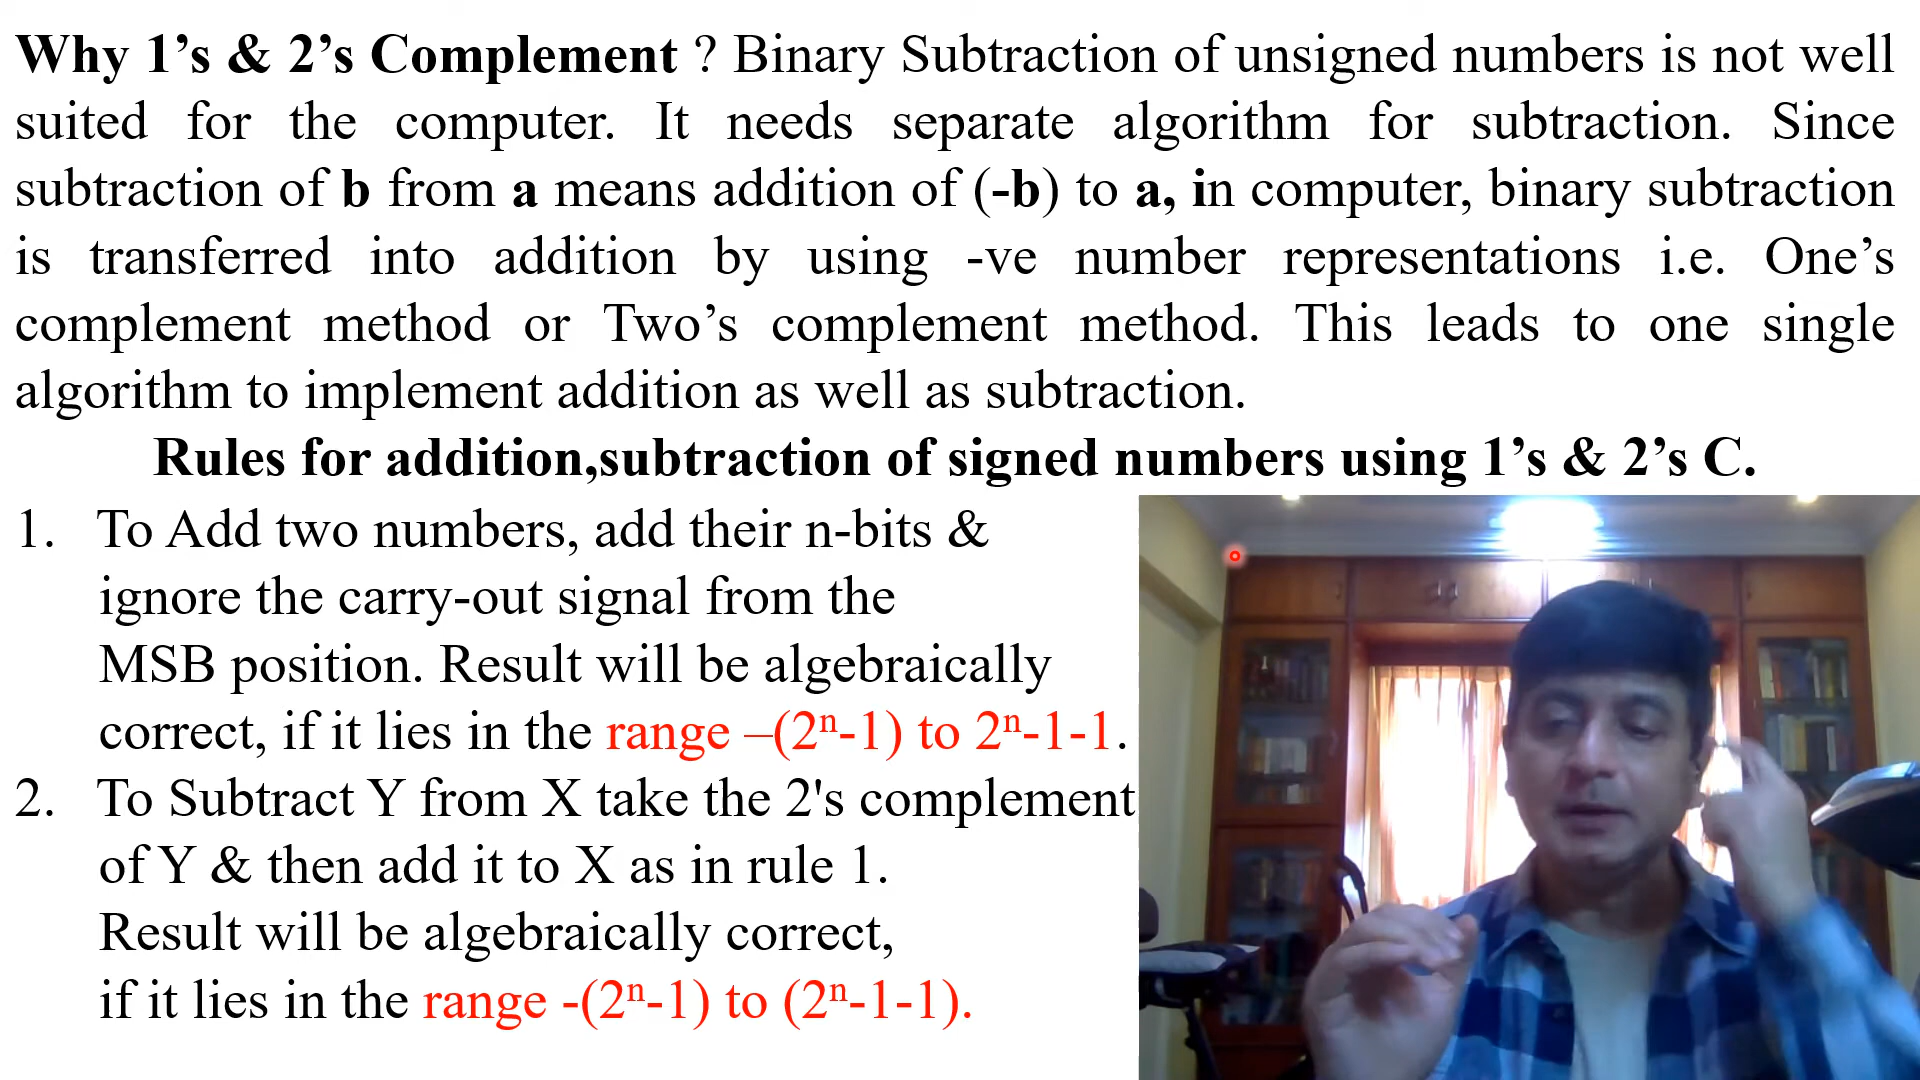 Why 1’s & 2’s Complement ? Binary Subtraction of unsigned numbers is not well
suited for the computer. It needs separate algorithm for subtraction. Since
subtraction of b from a means addition of (-b) to a, in computer, binary subtraction
is transferred into addition by using -ve number representations i.e. One’s
complement method or Two’s complement method. This leads to one single
algorithm to implement addition as well as subtraction.
Rules for addition,subtraction of signed numbers using 1’s & 2’s C.
1. To Add two numbers, add their n-bits &
ignore the carry-out signal from the
MSB position. Result will be algebraically
correct, if it lies in the range –(2ⁿ-1) to 2ⁿ-1-1.
2. To Subtract Y from X take the 2's complement
of Y & then add it to X as in rule 1.
Result will be algebraically correct,
if it lies in the range -(2ⁿ-1) to (2ⁿ-1-1).